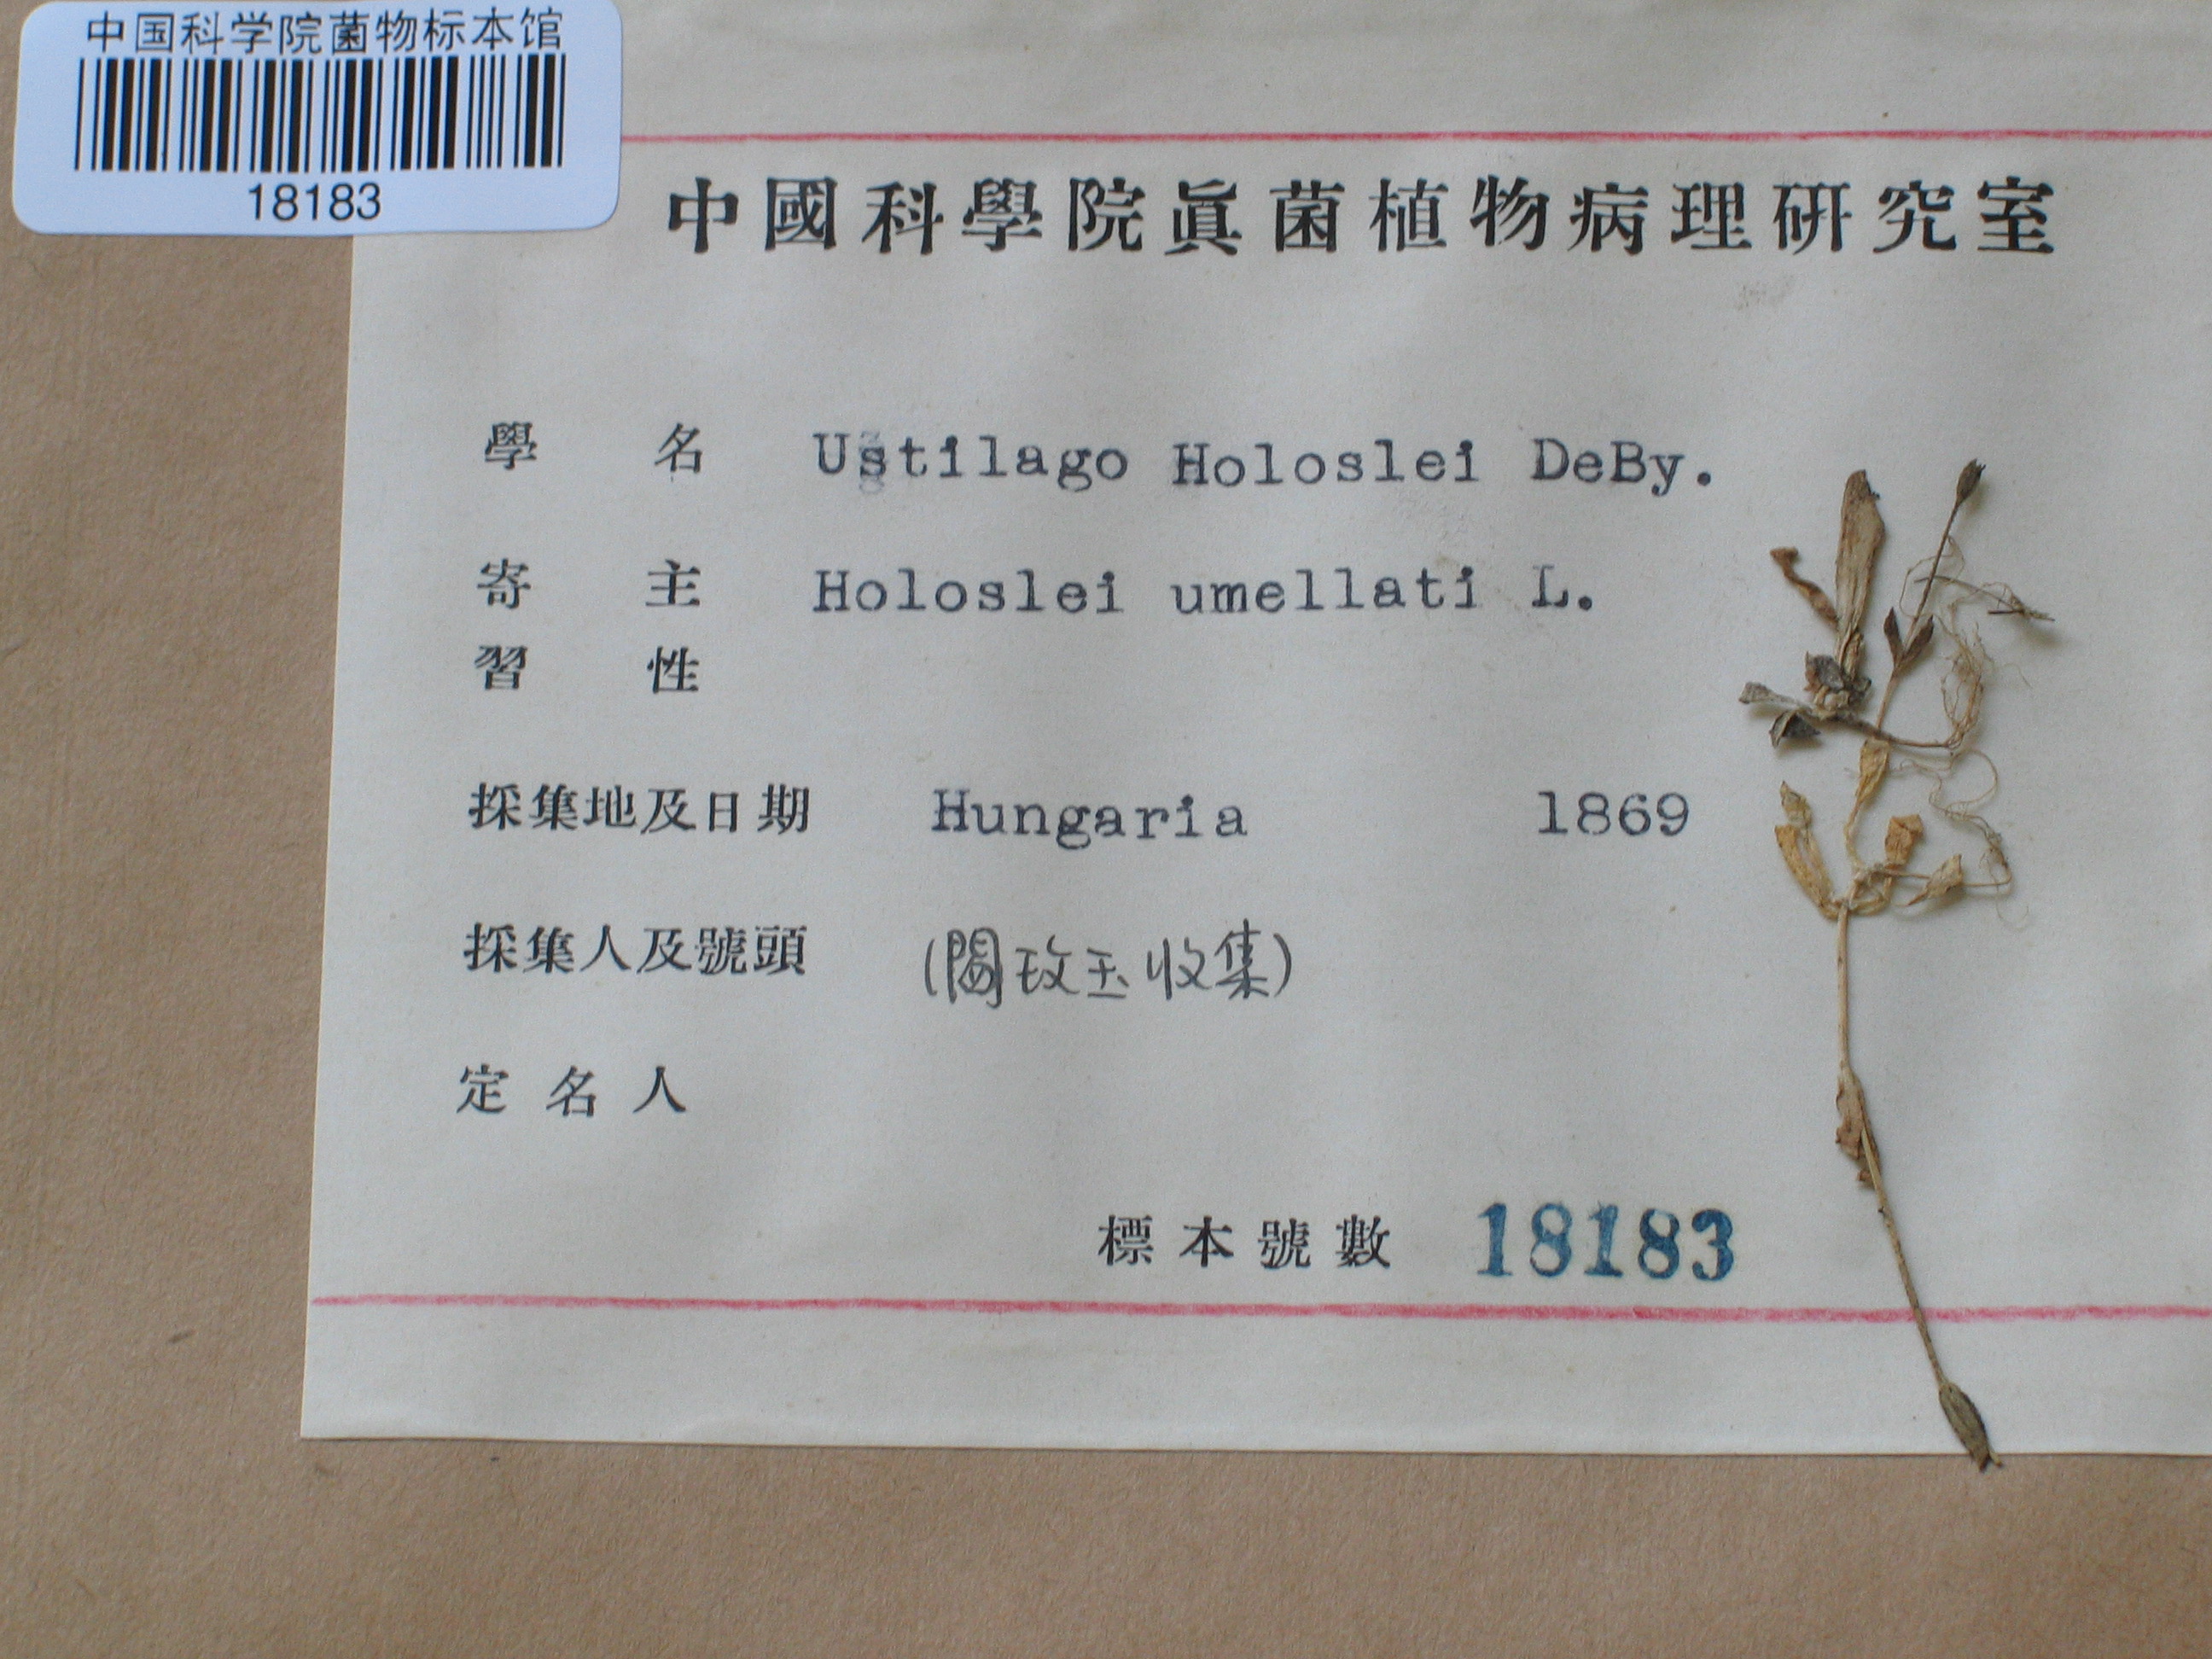 中国科学院菌物标本馆
18183
中國科學院眞菌植物病理研究室
學名 Ustilago Holoslei DeBy.
寄主 Holoslei umellati L.
習性
採集地及日期 Hungaria 1869
採集人及號頭 (閻玫玉收集)
定名人
標本號數 18183